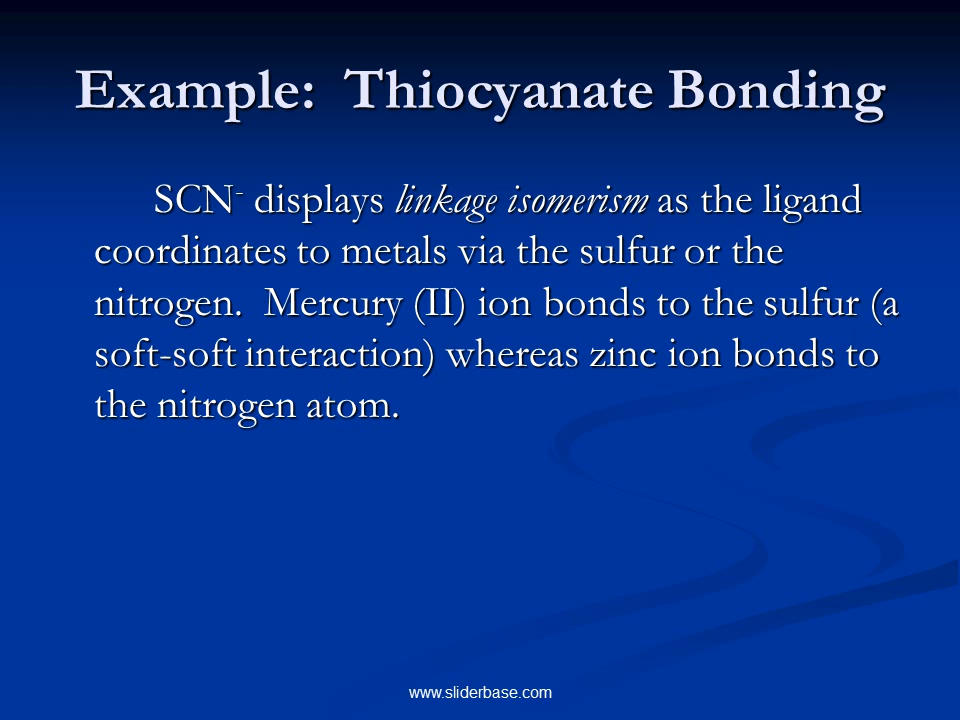 Example: Thiocyanate Bonding
SCN⁻ displays linkage isomerism as the ligand
coordinates to metals via the sulfur or the
nitrogen. Mercury (II) ion bonds to the sulfur (a
soft-soft interaction) whereas zinc ion bonds to
the nitrogen atom.
www.sliderbase.com